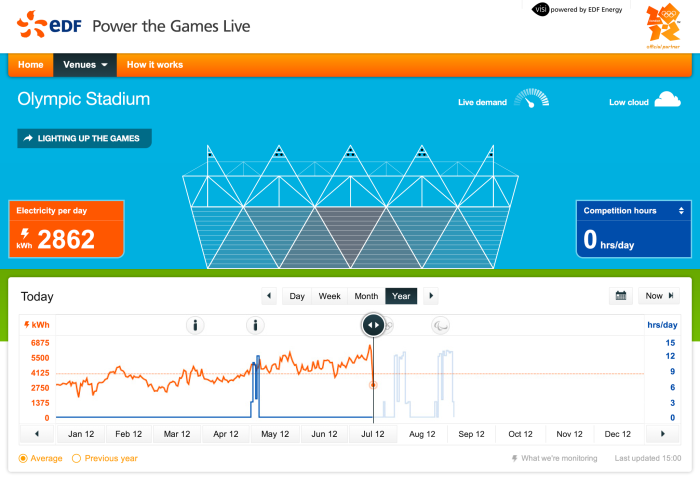 eDF Power the Games Live
visi powered by EDF Energy
official partner
Home Venues How it works
Olympic Stadium
Live demand
Low cloud
LIGHTING UP THE GAMES
Electricity per day
kWh 2862
Competition hours
0 hrs/day
Today
Day Week Month Year
Now
kWh
hrs/day
6875
5500
4125
2750
1375
0
15
12
9
6
3
0
Jan 12 Feb 12 Mar 12 Apr 12 May 12 Jun 12 Jul 12 Aug 12 Sep 12 Oct 12 Nov 12 Dec 12
Average Previous year
What we're monitoring Last updated 15:00